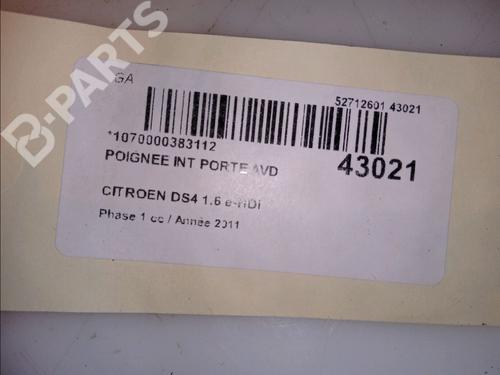 B-PARTS
GA
52712601 43021
*1070000383112
POIGNEE INT PORTE AVD
43021
CITROEN DS4 1.6 e-HDI
Phase 1 cc / Année 2011